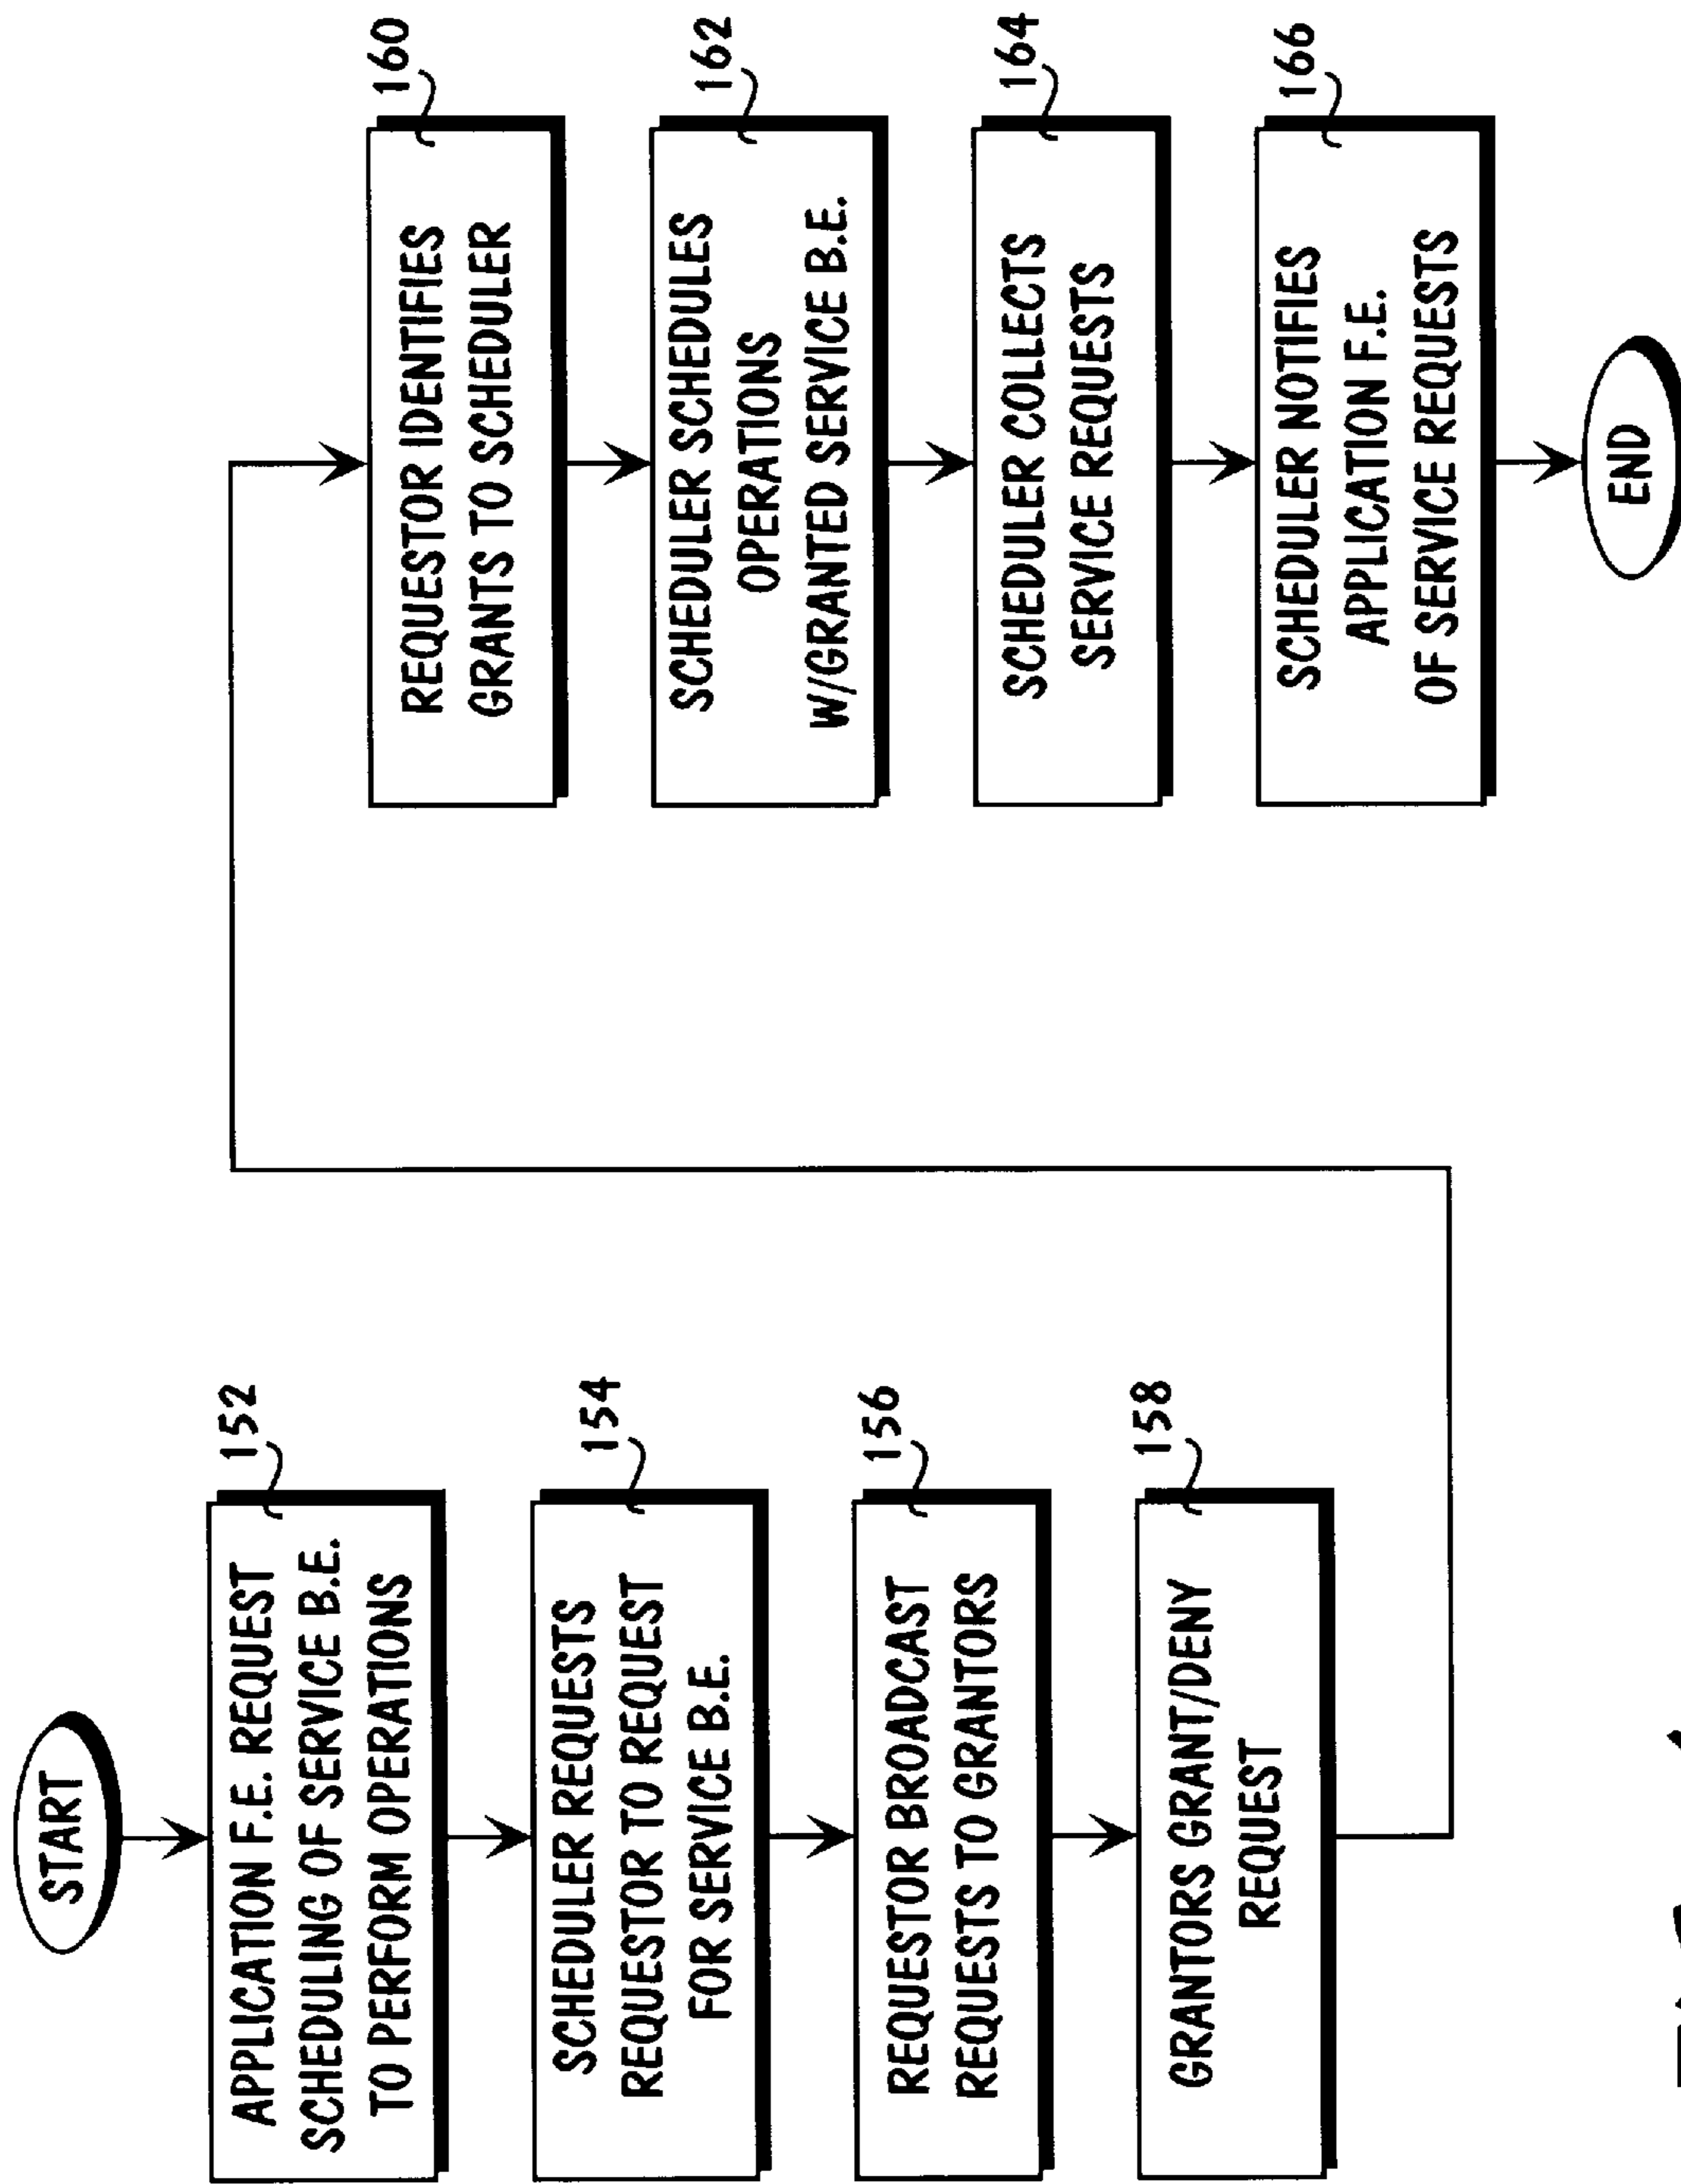 START
APPLICATION F.E. REQUEST
SCHEDULING OF SERVICE B.E.
TO PERFORM OPERATIONS
152
SCHEDULER REQUESTS
REQUESTOR TO REQUEST
FOR SERVICE B.E.
154
REQUESTOR BROADCAST
REQUESTS TO GRANTORS
156
GRANTORS GRANT/DENY
REQUEST
158
REQUESTOR IDENTIFIES
GRANTS TO SCHEDULER
160
SCHEDULER SCHEDULES
OPERATIONS
W/GRANTED SERVICE B.E.
162
SCHEDULER COLLECTS
SERVICE REQUESTS
164
SCHEDULER NOTIFIES
APPLICATION F.E.
OF SERVICE REQUESTS
166
END